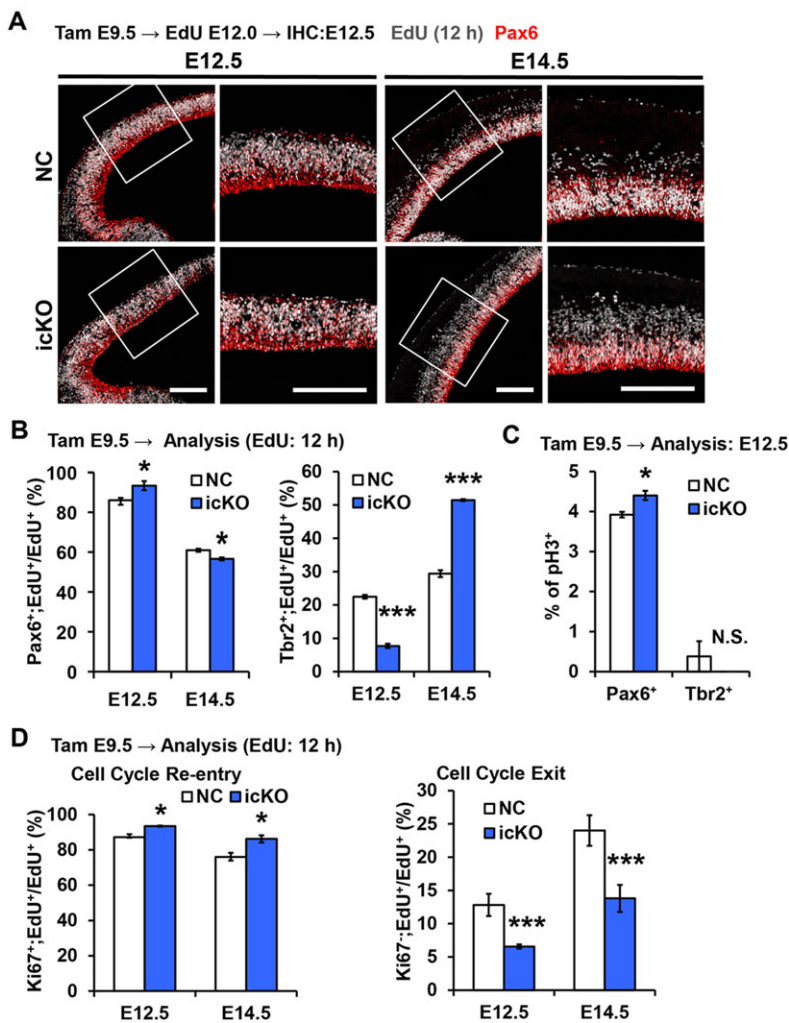 A
Tam E9.5 → EdU E12.0 → IHC:E12.5 EdU (12 h) Pax6
E12.5 E14.5
NC
icKO
B Tam E9.5 → Analysis (EdU: 12 h)
Pax6⁺;EdU⁺/EdU⁺ (%)
100
80
60
40
20
0
NC
icKO
*
*
E12.5 E14.5
Tbr2⁺;EdU⁺/EdU⁺ (%)
60
50
40
30
20
10
0
NC
icKO
***
***
E12.5 E14.5
C Tam E9.5 → Analysis: E12.5
% of pH3⁺
5
4
3
2
1
0
NC
icKO
*
N.S.
Pax6⁺ Tbr2⁺
D Tam E9.5 → Analysis (EdU: 12 h)
Cell Cycle Re-entry
NC icKO
Ki67⁺;EdU⁺/EdU⁺ (%)
100
80
60
40
20
0
*
*
E12.5 E14.5
Cell Cycle Exit
Ki67⁻;EdU⁺/EdU⁺ (%)
30
25
20
15
10
5
0
NC
icKO
***
***
E12.5 E14.5